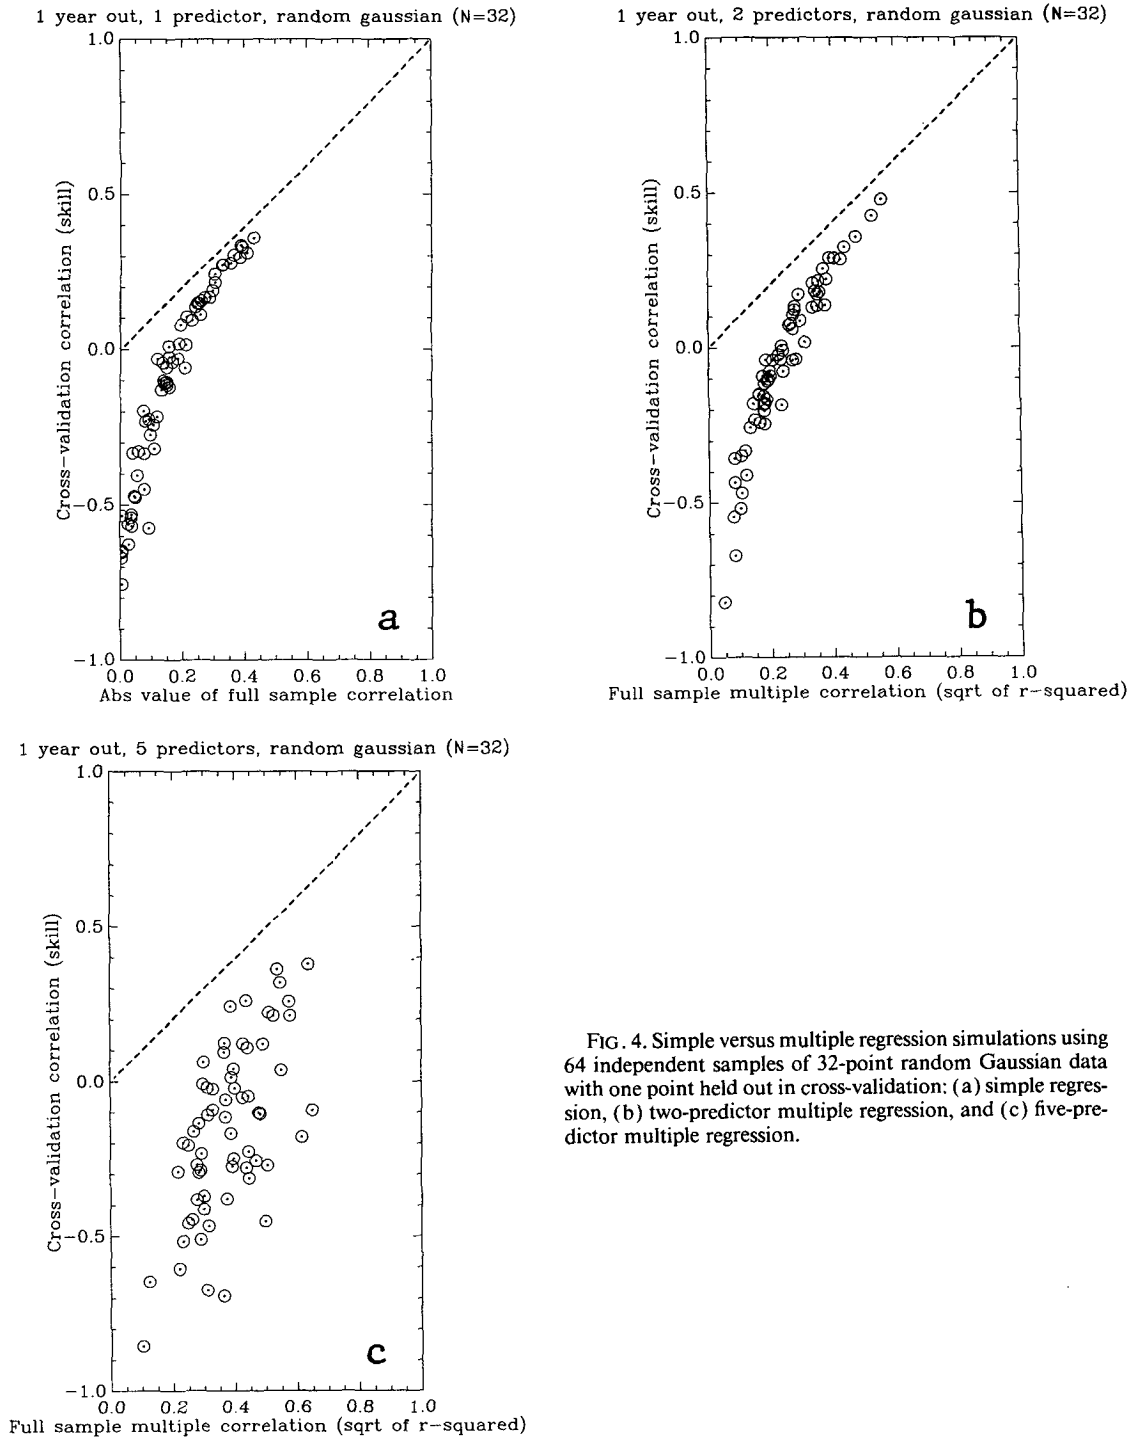 1 year out, 1 predictor, random gaussian (N=32)
1.0
0.5
0.0
−0.5
−1.0
Cross−validation correlation (skill)
a
0.0 0.2 0.4 0.6 0.8 1.0
Abs value of full sample correlation
1 year out, 2 predictors, random gaussian (N=32)
1.0
0.5
0.0
−0.5
−1.0
Cross−validation correlation (skill)
b
0.0 0.2 0.4 0.6 0.8 1.0
Full sample multiple correlation (sqrt of r−squared)
1 year out, 5 predictors, random gaussian (N=32)
1.0
0.5
0.0
−0.5
−1.0
Cross−validation correlation (skill)
c
0.0 0.2 0.4 0.6 0.8 1.0
Full sample multiple correlation (sqrt of r−squared)
FIG. 4. Simple versus multiple regression simulations using
64 independent samples of 32-point random Gaussian data
with one point held out in cross-validation: (a) simple regres-
sion, (b) two-predictor multiple regression, and (c) five-pre-
dictor multiple regression.